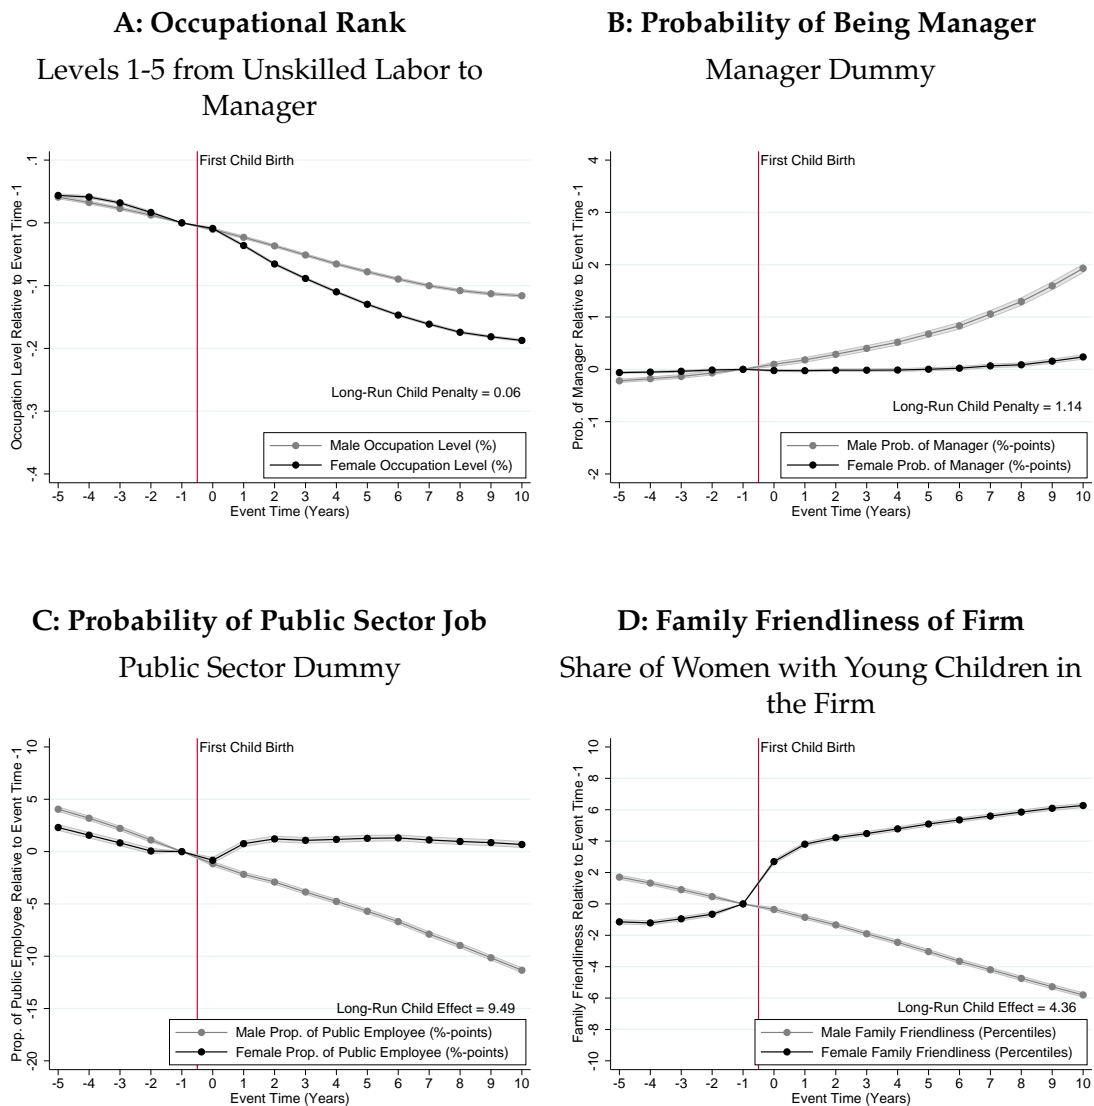 A: Occupational Rank
Levels 1-5 from Unskilled Labor to
Manager
Occupation Level Relative to Event Time -1
.1
0
-.1
-.2
-.3
-.4
First Child Birth
Long-Run Child Penalty = 0.06
Male Occupation Level (%)
Female Occupation Level (%)
-5 -4 -3 -2 -1 0 1 2 3 4 5 6 7 8 9 10
Event Time (Years)
B: Probability of Being Manager
Manager Dummy
Prob. of Manager Relative to Event Time -1
4
3
2
1
0
-1
-2
First Child Birth
Long-Run Child Penalty = 1.14
Male Prob. of Manager (%-points)
Female Prob. of Manager (%-points)
-5 -4 -3 -2 -1 0 1 2 3 4 5 6 7 8 9 10
Event Time (Years)
C: Probability of Public Sector Job
Public Sector Dummy
Prop. of Public Employee Relative to Event Time -1
10
5
0
-5
-10
-15
-20
First Child Birth
Long-Run Child Effect = 9.49
Male Prop. of Public Employee (%-points)
Female Prop. of Public Employee (%-points)
-5 -4 -3 -2 -1 0 1 2 3 4 5 6 7 8 9 10
Event Time (Years)
D: Family Friendliness of Firm
Share of Women with Young Children in
the Firm
Family Friendliness Relative to Event Time -1
10
8
6
4
2
0
-2
-4
-6
-8
-10
First Child Birth
Long-Run Child Effect = 4.36
Male Family Friendliness (Percentiles)
Female Family Friendliness (Percentiles)
-5 -4 -3 -2 -1 0 1 2 3 4 5 6 7 8 9 10
Event Time (Years)